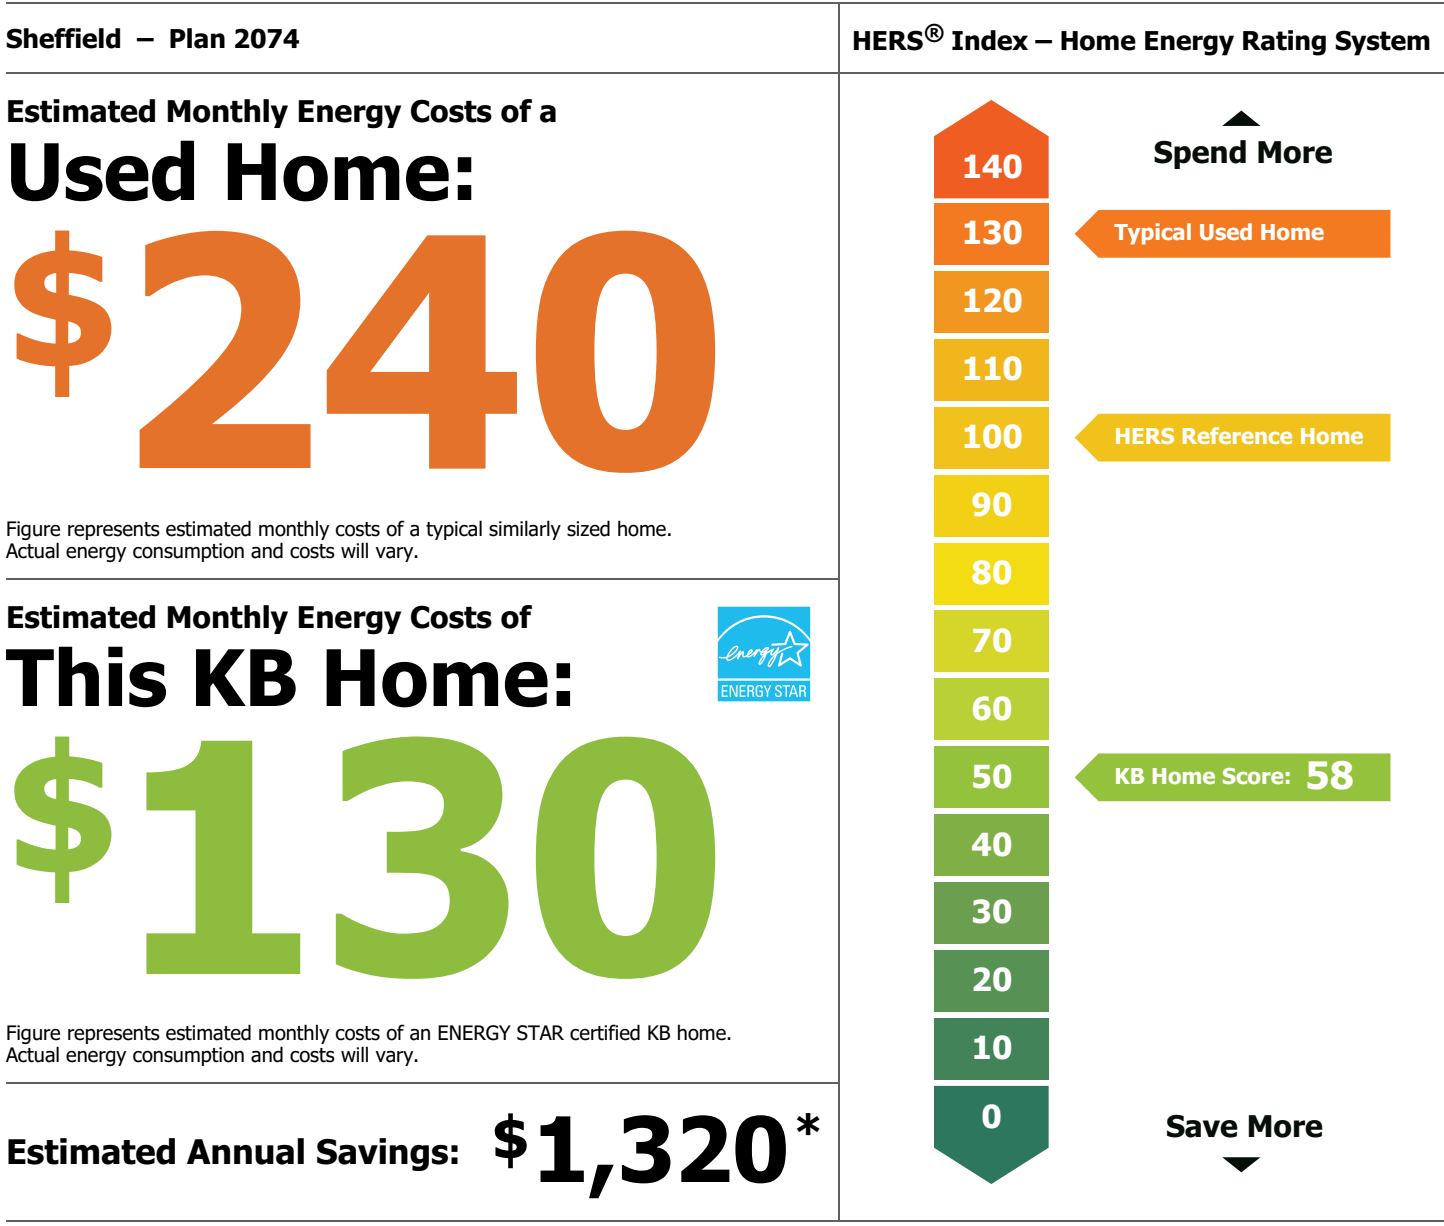 Sheffield – Plan 2074
Estimated Monthly Energy Costs of a
Used Home:
$240
Figure represents estimated monthly costs of a typical similarly sized home.
Actual energy consumption and costs will vary.
Estimated Monthly Energy Costs of
This KB Home:
energy
ENERGY STAR
$130
Figure represents estimated monthly costs of an ENERGY STAR certified KB home.
Actual energy consumption and costs will vary.
Estimated Annual Savings: $1,320*
HERS® Index – Home Energy Rating System
Spend More
140
130 Typical Used Home
120
110
100 HERS Reference Home
90
80
70
60
50 KB Home Score: 58
40
30
20
10
0
Save More